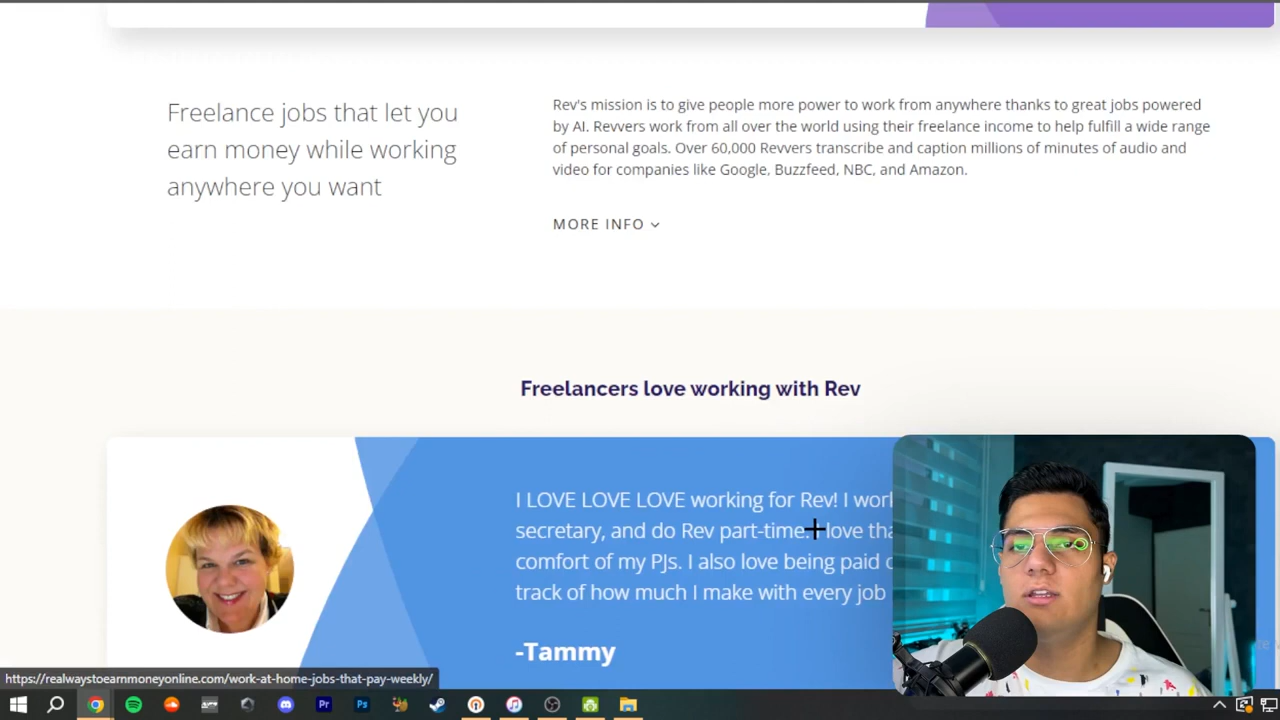 Freelance jobs that let you
earn money while working
anywhere you want
Rev's mission is to give people more power to work from anywhere thanks to great jobs powered
by AI. Revvers work from all over the world using their freelance income to help fulfill a wide range
of personal goals. Over 60,000 Revvers transcribe and caption millions of minutes of audio and
video for companies like Google, Buzzfeed, NBC, and Amazon.
MORE INFO
Freelancers love working with Rev
I LOVE LOVE LOVE working for Rev! I
secretary, and do Rev part-time. love
comfort of my PJs. I also love being paid
track of how much I make with every job
-Tammy
https://realwaystoearnmoneyonline.com/work-at-home-jobs-that-pay-weekly/
Pr
Ps